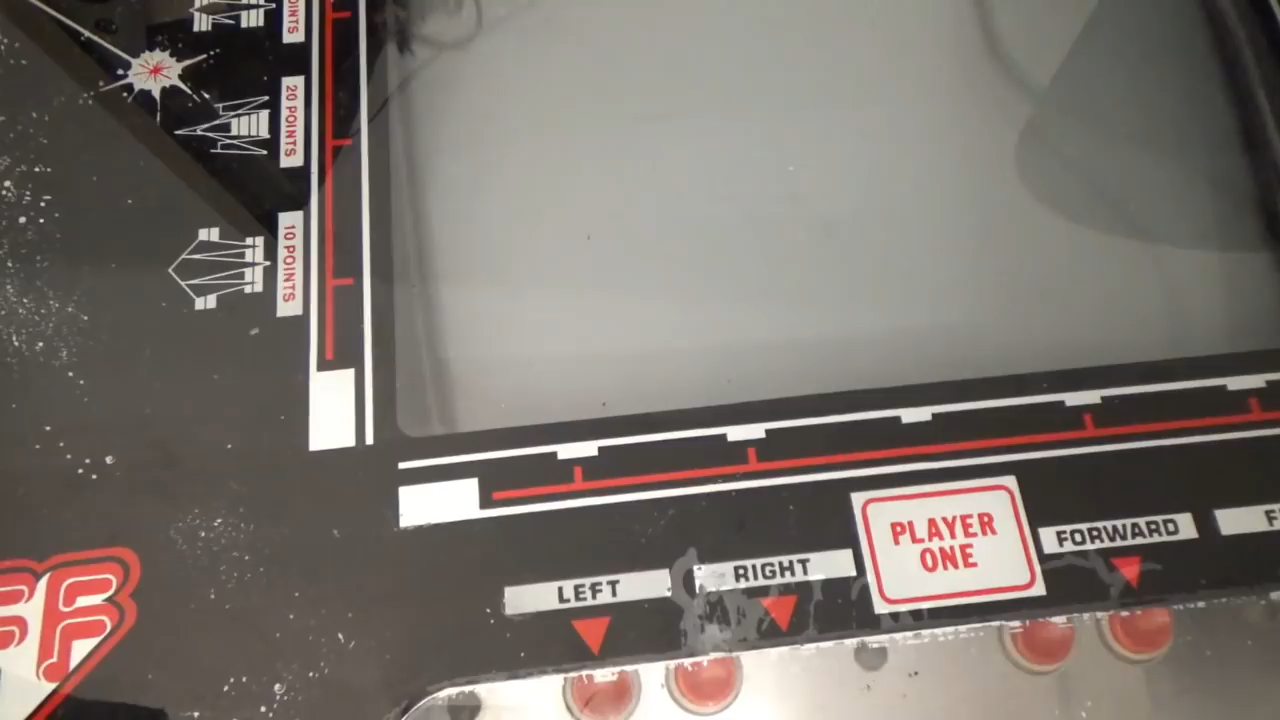 20 POINTS
10 POINTS
LEFT
RIGHT
PLAYER
ONE
FORWARD